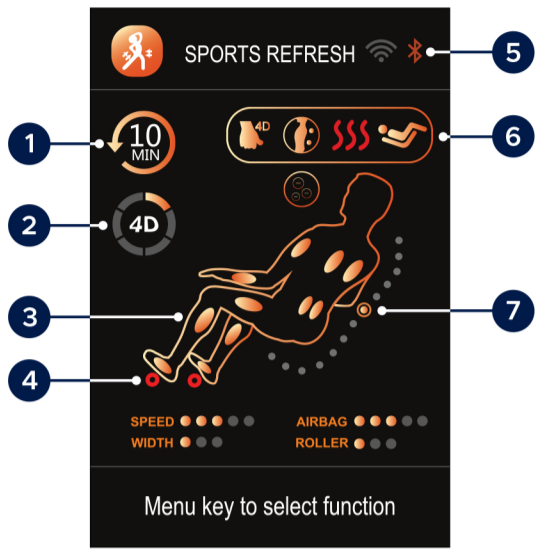 SPORTS REFRESH
5
1
10
MIN
4D
6
2
4D
3
7
4
SPEED
AIRBAG
WIDTH
ROLLER
Menu key to select function